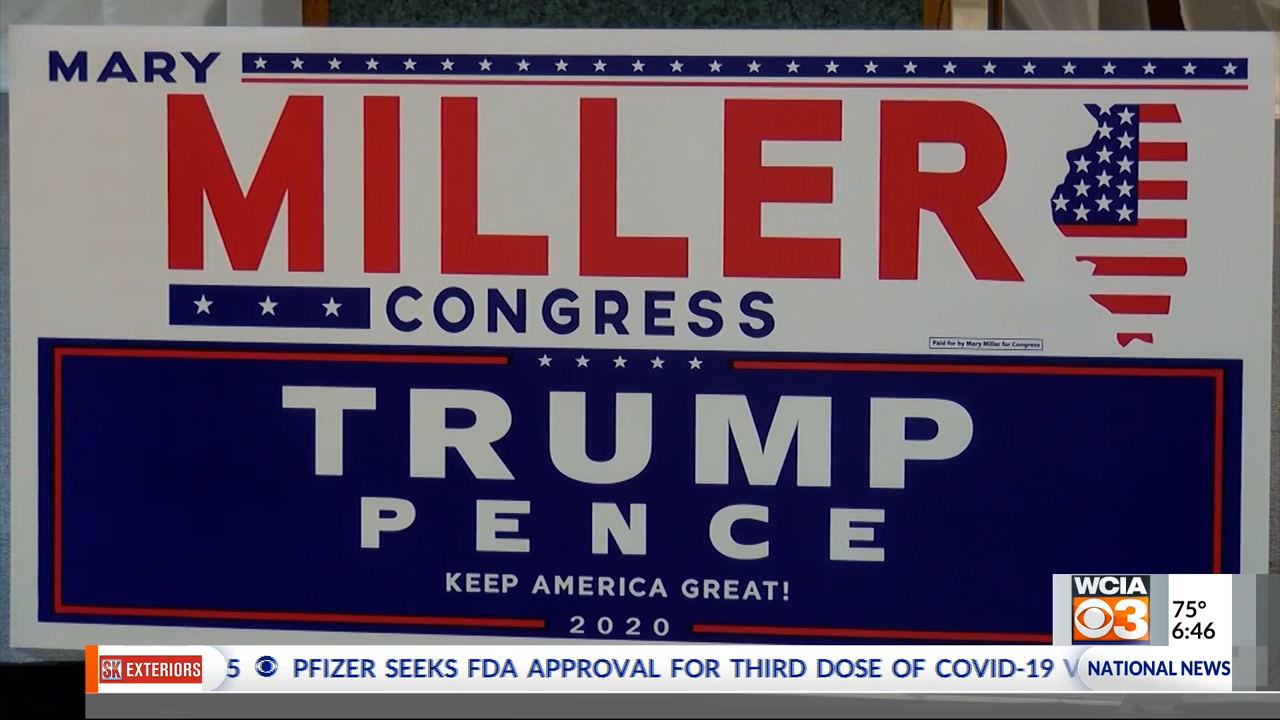 MARY
MILLER
CONGRESS
Paid for by Mary Miller for Congress
TRUMP
PENCE
KEEP AMERICA GREAT!
2020
WCIA
3
75°
6:46
SK EXTERIORS
5 PFIZER SEEKS FDA APPROVAL FOR THIRD DOSE OF COVID-19 V
NATIONAL NEWS